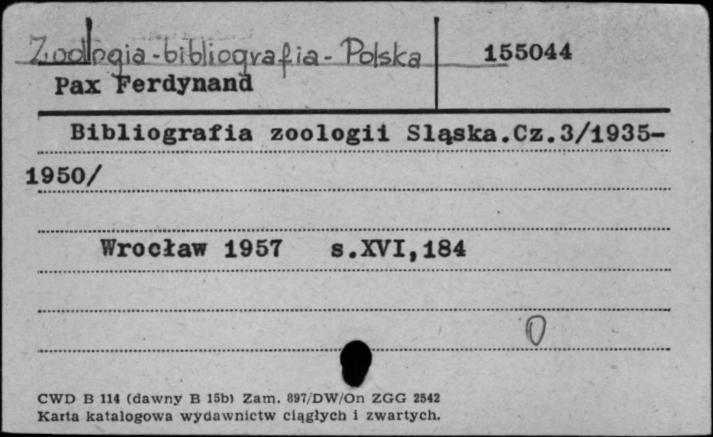 Zoologia-bibliografia-Polska 155044
Pax Ferdynand
Bibliografia zoologii Sląska.Cz.3/1935-
1950/
Wrocław 1957 s.XVI,184
0
CWD B 114 (dawny B 15b) Zam. 897/DW/On ZGG 2542
Karta katalogowa wydawnictw ciągłych i zwartych.